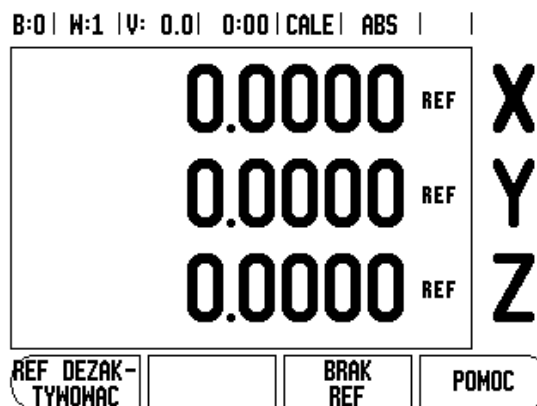 B:0| W:1 |V: 0.0| 0:00|CALE| ABS | |
0.0000 REF X
0.0000 REF Y
0.0000 REF Z
REF DEZAK-
TYWOWAC
BRAK
REF
POMOC